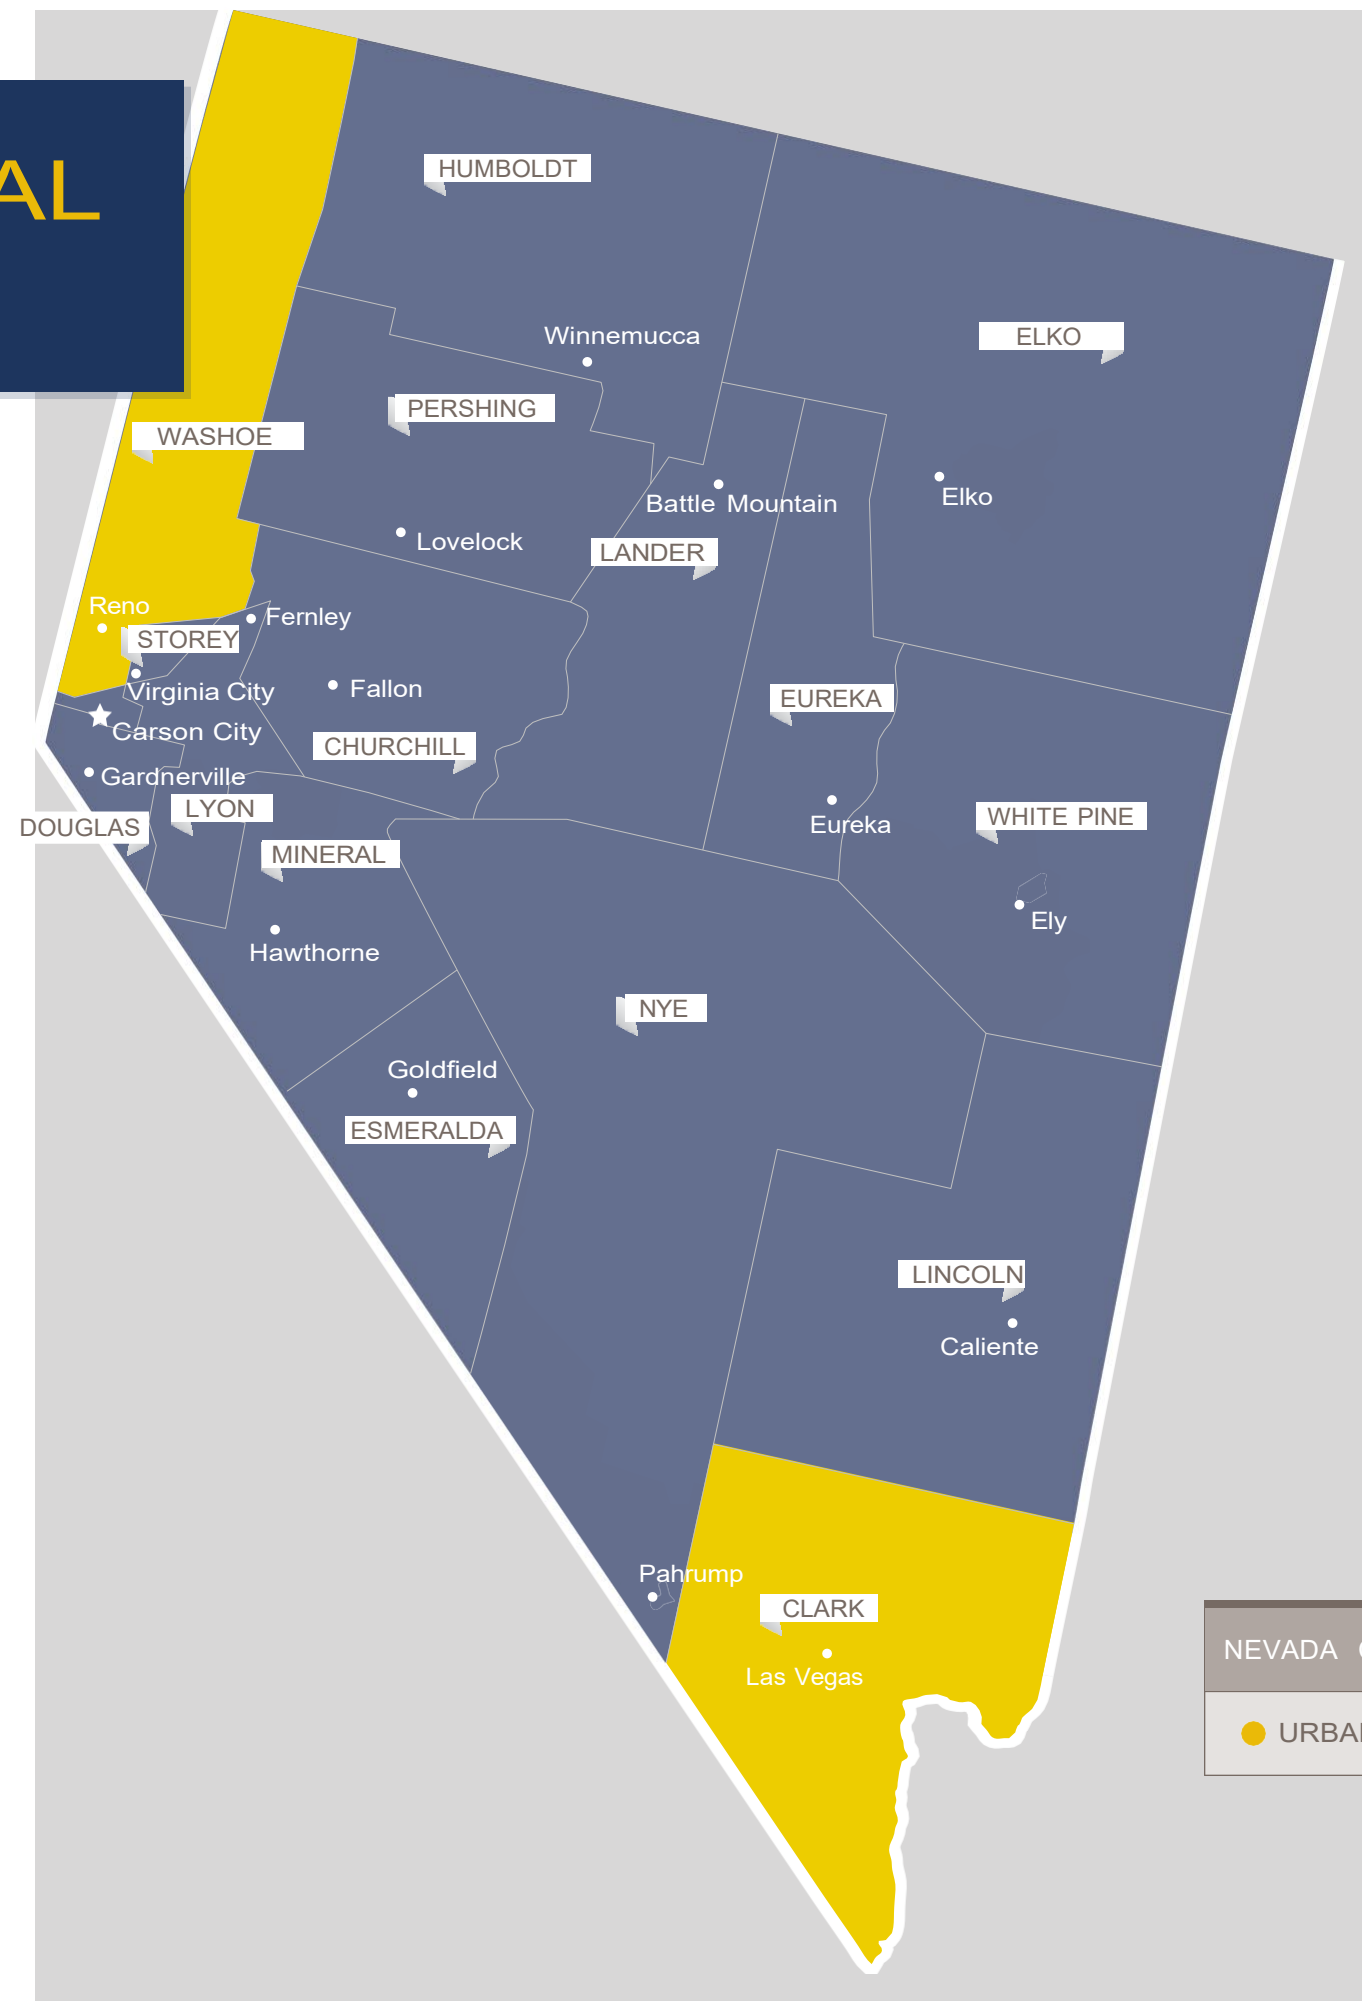 AL
HUMBOLDT
Winnemucca
ELKO
PERSHING
WASHOE
Elko
Battle Mountain
Lovelock
LANDER
Reno
Fernley
STOREY
Virginia City
Fallon
EUREKA
Carson City
CHURCHILL
Gardnerville
LYON
DOUGLAS
Eureka
WHITE PINE
MINERAL
Ely
Hawthorne
NYE
Goldfield
ESMERALDA
LINCOLN
Caliente
Pahrump
CLARK
Las Vegas
NEVADA
URBA